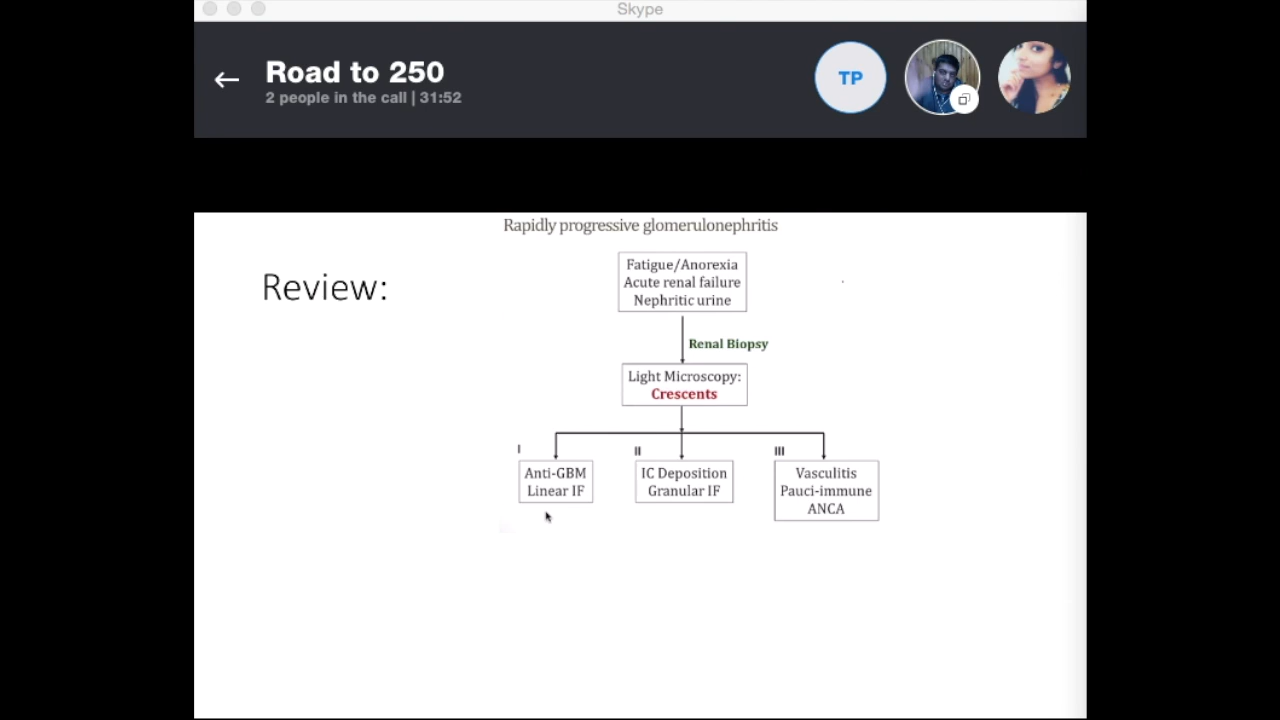 Skype
Road to 250
2 people in the call | 31:52
TP
Rapidly progressive glomerulonephritis
Review:
Fatigue/Anorexia
Acute renal failure
Nephritic urine
Renal Biopsy
Light Microscopy:
Crescents
I
Anti-GBM
Linear IF
II
IC Deposition
Granular IF
III
Vasculitis
Pauci-immune
ANCA